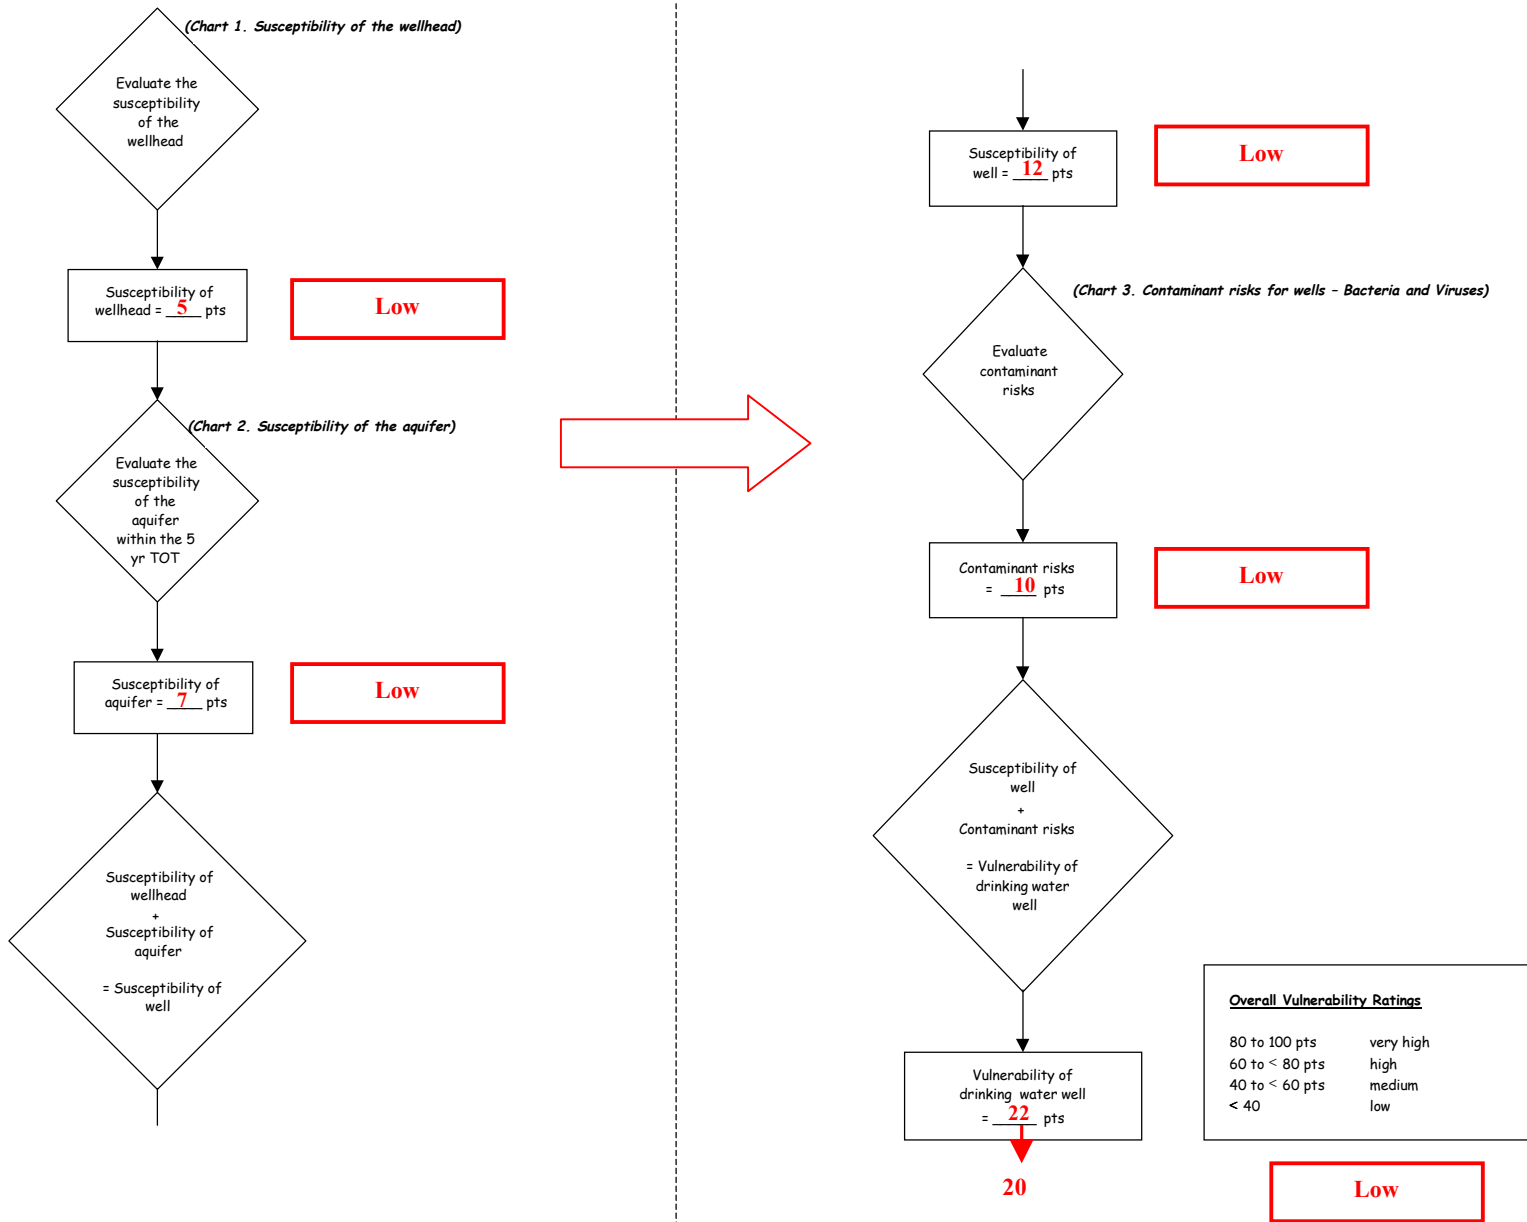 (Chart 1. Susceptibility of the wellhead)
Evaluate the
susceptibility
of the
wellhead
Susceptibility of
wellhead = 5 pts
Low
(Chart 2. Susceptibility of the aquifer)
Evaluate the
susceptibility
of the
aquifer
within the 5
yr TOT
Susceptibility of
aquifer = 7 pts
Low
Susceptibility of
wellhead
+
Susceptibility of
aquifer
= Susceptibility of
well
Susceptibility of
well = 12 pts
Low
(Chart 3. Contaminant risks for wells – Bacteria and Viruses)
Evaluate
contaminant
risks
Contaminant risks
= 10 pts
Low
Susceptibility of
well
+
Contaminant risks
= Vulnerability of
drinking water
well
Vulnerability of
drinking water well
= 22 pts
20
Overall Vulnerability Ratings
80 to 100 pts very high
60 to < 80 pts high
40 to < 60 pts medium
< 40 low
Low